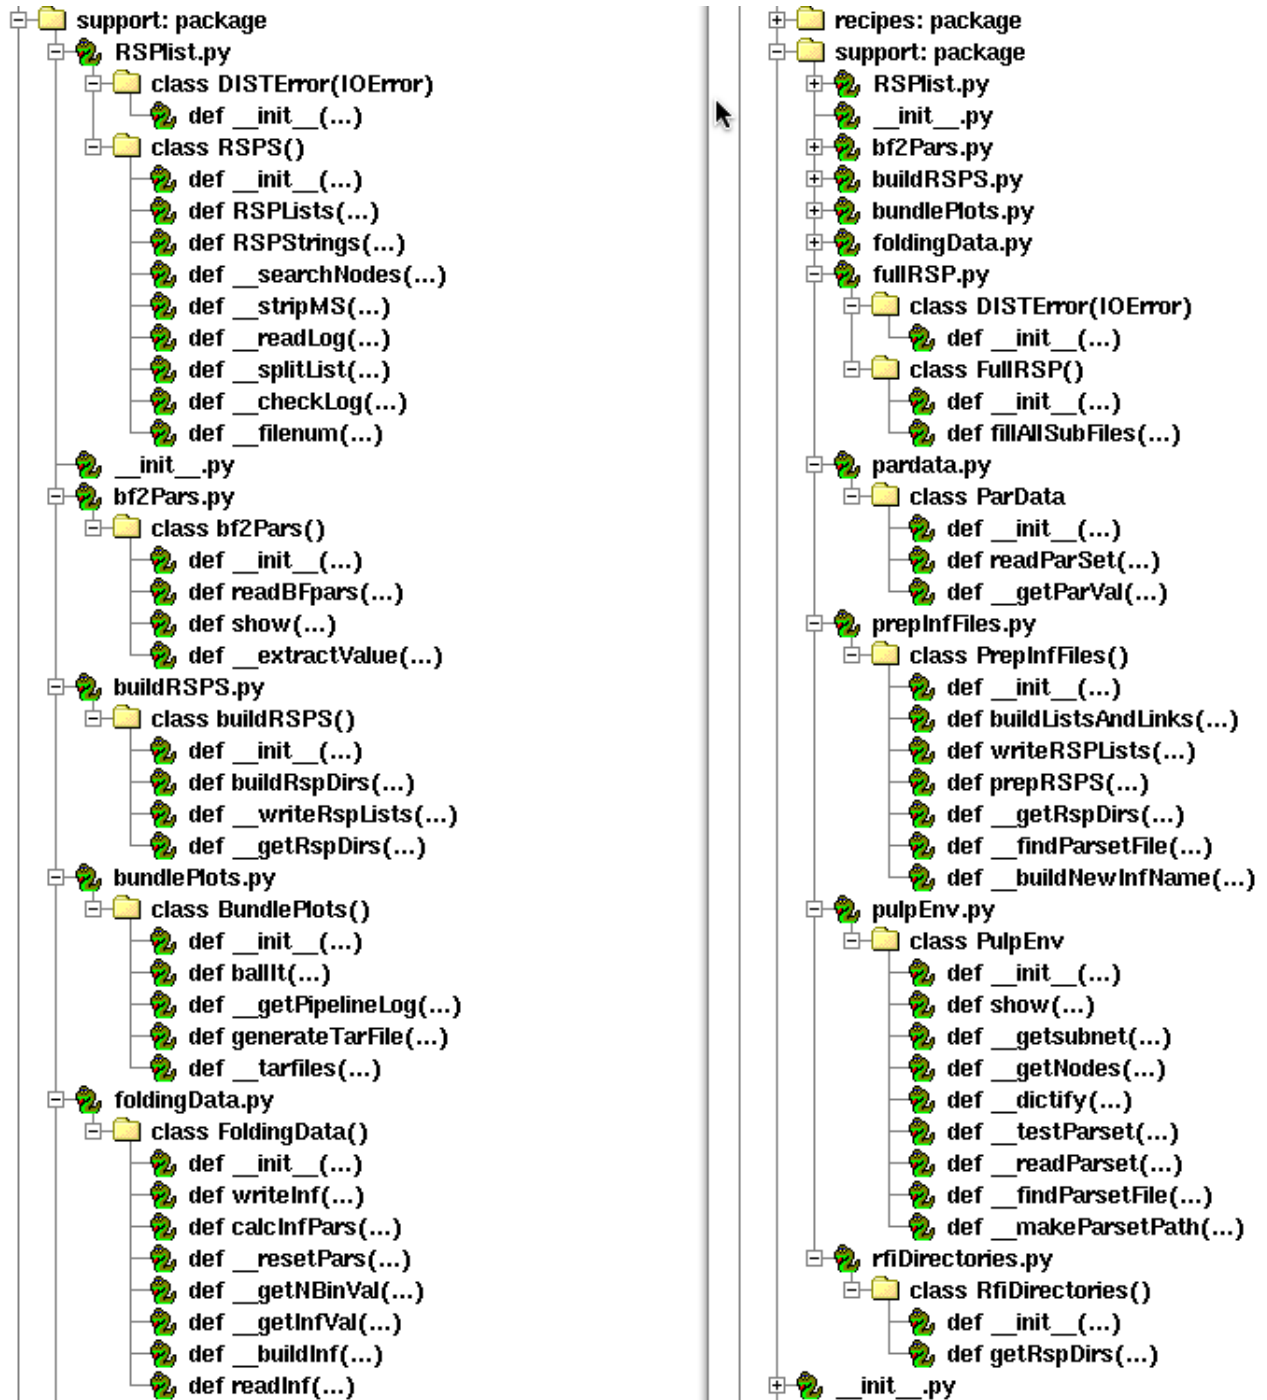 support: package
RSPlist.py
class DISTError(IOError)
def __init__(...)
class RSPS()
def __init__(...)
def RSPLists(...)
def RSPStrings(...)
def __searchNodes(...)
def __stripMS(...)
def __readLog(...)
def __splitList(...)
def __checkLog(...)
def __filenum(...)
__init__.py
bf2Pars.py
class bf2Pars()
def __init__(...)
def readBFpars(...)
def show(...)
def __extractValue(...)
buildRSPS.py
class buildRSPS()
def __init__(...)
def buildRspDirs(...)
def __writeRspLists(...)
def __getRspDirs(...)
bundlePlots.py
class BundlePlots()
def __init__(...)
def ballIt(...)
def __getPipelineLog(...)
def generateTarFile(...)
def __tarfiles(...)
foldingData.py
class FoldingData()
def __init__(...)
def writeInf(...)
def calcInfPars(...)
def __resetPars(...)
def __getNBinVal(...)
def __getInfVal(...)
def __buildInf(...)
def readInf(...)
recipes: package
support: package
RSPlist.py
__init__.py
bf2Pars.py
buildRSPS.py
bundlePlots.py
foldingData.py
fullRSP.py
class DISTError(IOError)
def __init__(...)
class FullRSP()
def __init__(...)
def fillAllSubFiles(...)
pardata.py
class ParData
def __init__(...)
def readParSet(...)
def __getParVal(...)
prepInfFiles.py
class PrepInfFiles()
def __init__(...)
def buildListsAndLinks(...)
def writeRSPLists(...)
def prepRSPS(...)
def __getRspDirs(...)
def __findParsetFile(...)
def __buildNewInfName(...)
pulpEnv.py
class PulpEnv
def __init__(...)
def show(...)
def __getsubnet(...)
def __getNodes(...)
def __dictify(...)
def __testParset(...)
def __readParset(...)
def __findParsetFile(...)
def __makeParsetPath(...)
rfiDirectories.py
class RfiDirectories()
def __init__(...)
def getRspDirs(...)
__init__.py